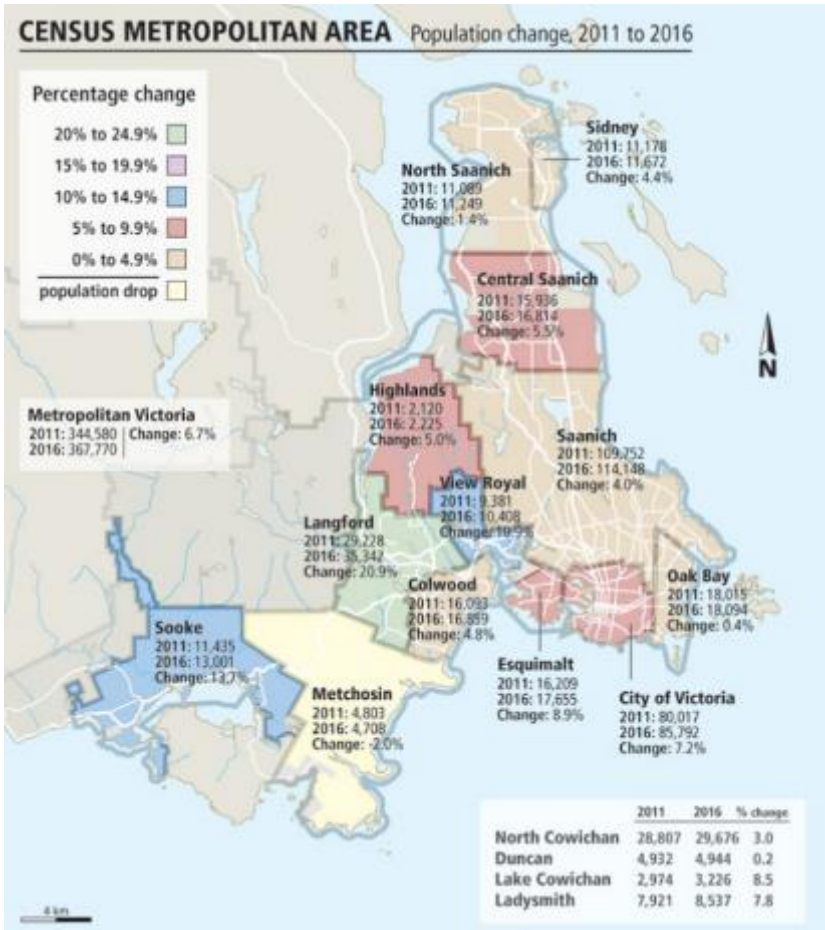 CENSUS METROPOLITAN AREA Population change, 2011 to 2016
Percentage change
20% to 24.9%
15% to 19.9%
10% to 14.9%
5% to 9.9%
0% to 4.9%
population drop
Sidney
2011: 11,178
2016: 11,672
Change: 4.4%
North Saanich
2011: 11,089
2016: 11,249
Change: 1.4%
Central Saanich
2011: 15,936
2016: 16,814
Change: 5.5%
N
Highlands
2011: 2,120
2016: 2,225
Change: 5.0%
Metropolitan Victoria
2011: 344,580 Change: 6.7%
2016: 367,770
Saanich
2011: 109,752
2016: 114,148
Change: 4.0%
View Royal
2011: 9,381
2016: 10,408
Change: 10.9%
Langford
2011: 29,228
2016: 35,342
Change: 20.9%
Colwood
2011: 16,093
2016: 16,859
Change: 4.8%
Oak Bay
2011: 18,015
2016: 18,094
Change: 0.4%
Sooke
2011: 11,435
2016: 13,001
Change: 13.7%
Esquimalt
2011: 16,209
2016: 17,655
Change: 8.9%
Metchosin
2011: 4,803
2016: 4,708
Change: -2.0%
City of Victoria
2011: 80,017
2016: 85,792
Change: 7.2%
2011 2016 % change
North Cowichan 28,807 29,676 3.0
Duncan 4,932 4,944 0.2
Lake Cowichan 2,974 3,226 8.5
Ladysmith 7,921 8,537 7.8
4 km